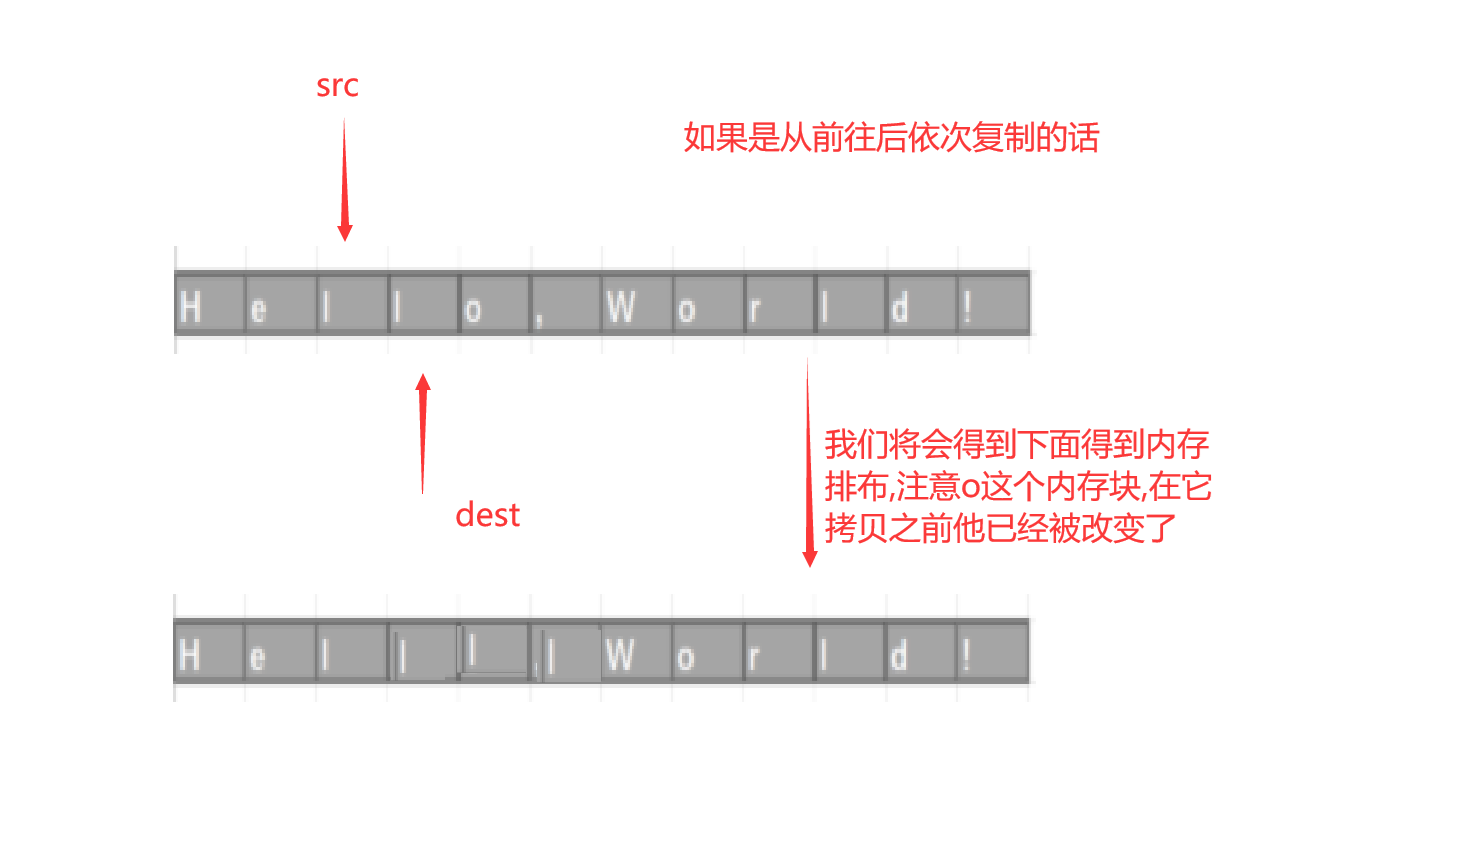 src
如果是从前往后依次复制的话
H e l l o , W o r l d !
dest
我们将会得到下面得到内存
排布,注意o这个内存块,在它
拷贝之前他已经被改变了
H e l l l , l W o r l d !